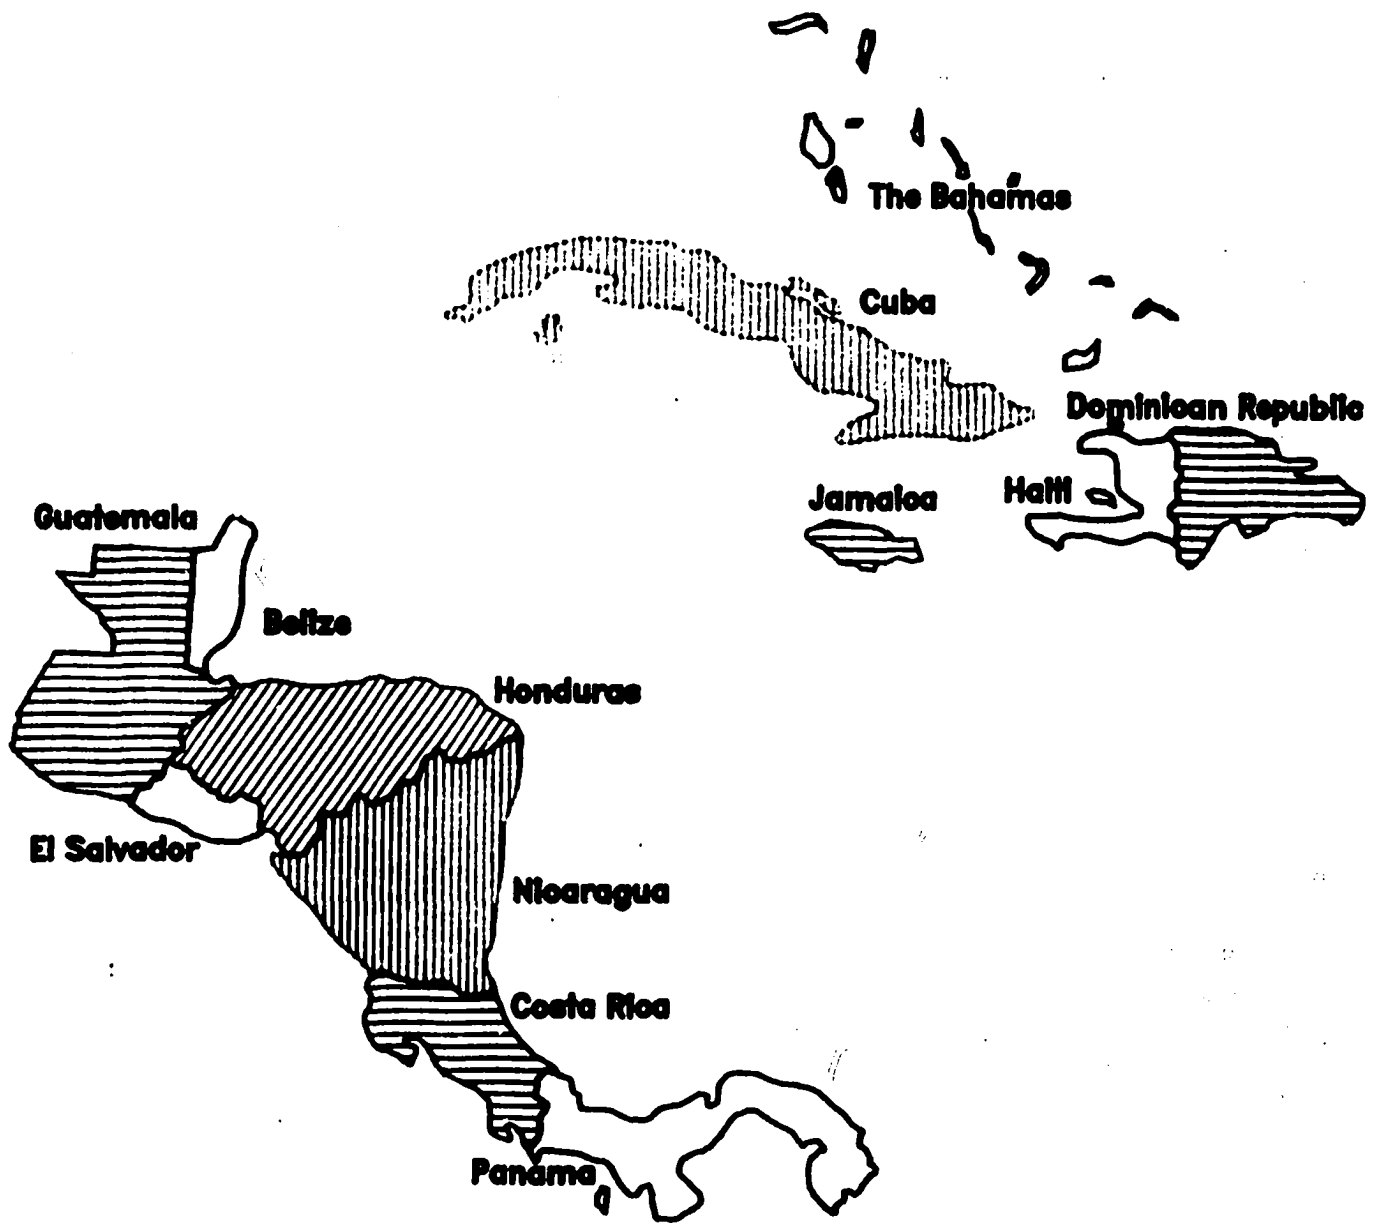 The Bahamas
Cuba
Dominican Republic
Jamaica
Haiti
Guatemala
Belize
Honduras
El Salvador
Nicaragua
Costa Rica
Panama